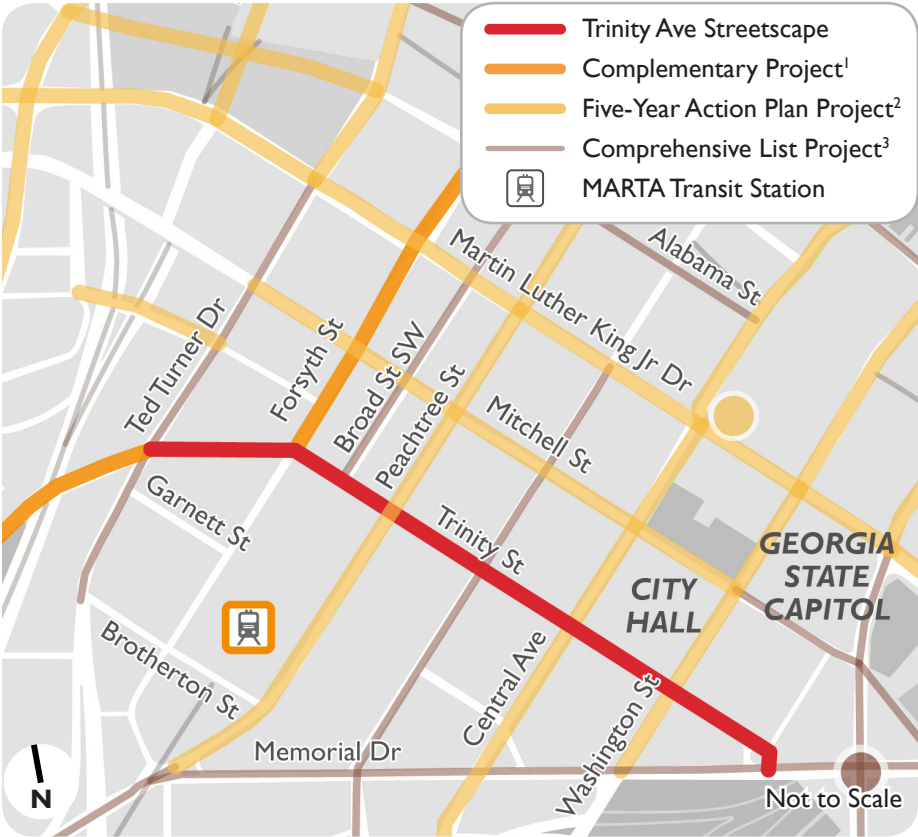 Trinity Ave Streetscape
Complementary Project¹
Five-Year Action Plan Project²
Comprehensive List Project³
MARTA Transit Station
Alabama St
Martin Luther King Jr Dr
Ted Turner Dr
Forsyth St
Broad St SW
Peachtree St
Mitchell St
Garnett St
Trinity St
GEORGIA
STATE
CAPITOL
CITY
HALL
Brotherton St
Central Ave
Washington St
Memorial Dr
N
Not to Scale